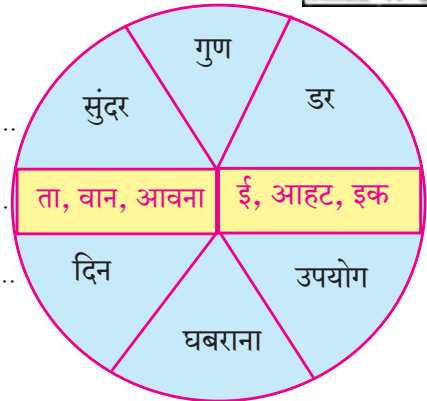 गुण
सुंदर
डर
ता, वान, आवना
ई, आहट, इक
दिन
उपयोग
घबराना